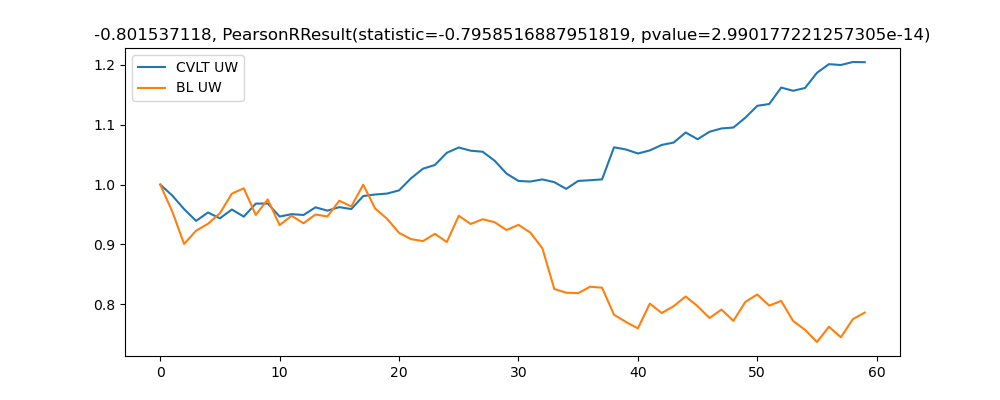 -0.801537118, PearsonRResult(statistic=-0.7958516887951819, pvalue=2.990177221257305e-14)
CVLT UW
BL UW
1.2
1.1
1.0
0.9
0.8
0 10 20 30 40 50 60